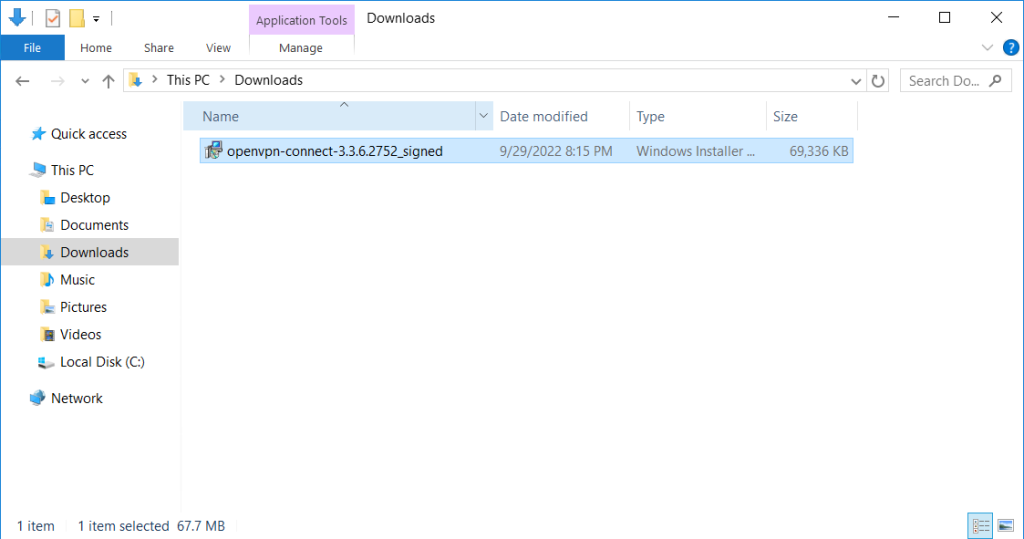 Application Tools
Downloads
File
Home
Share
View
Manage
?
This PC > Downloads
Search Do...
Name
Date modified
Type
Size
openvpn-connect-3.3.6.2752_signed
9/29/2022 8:15 PM
Windows Installer ...
69,336 KB
Quick access
This PC
Desktop
Documents
Downloads
Music
Pictures
Videos
Local Disk (C:)
Network
1 item
1 item selected 67.7 MB